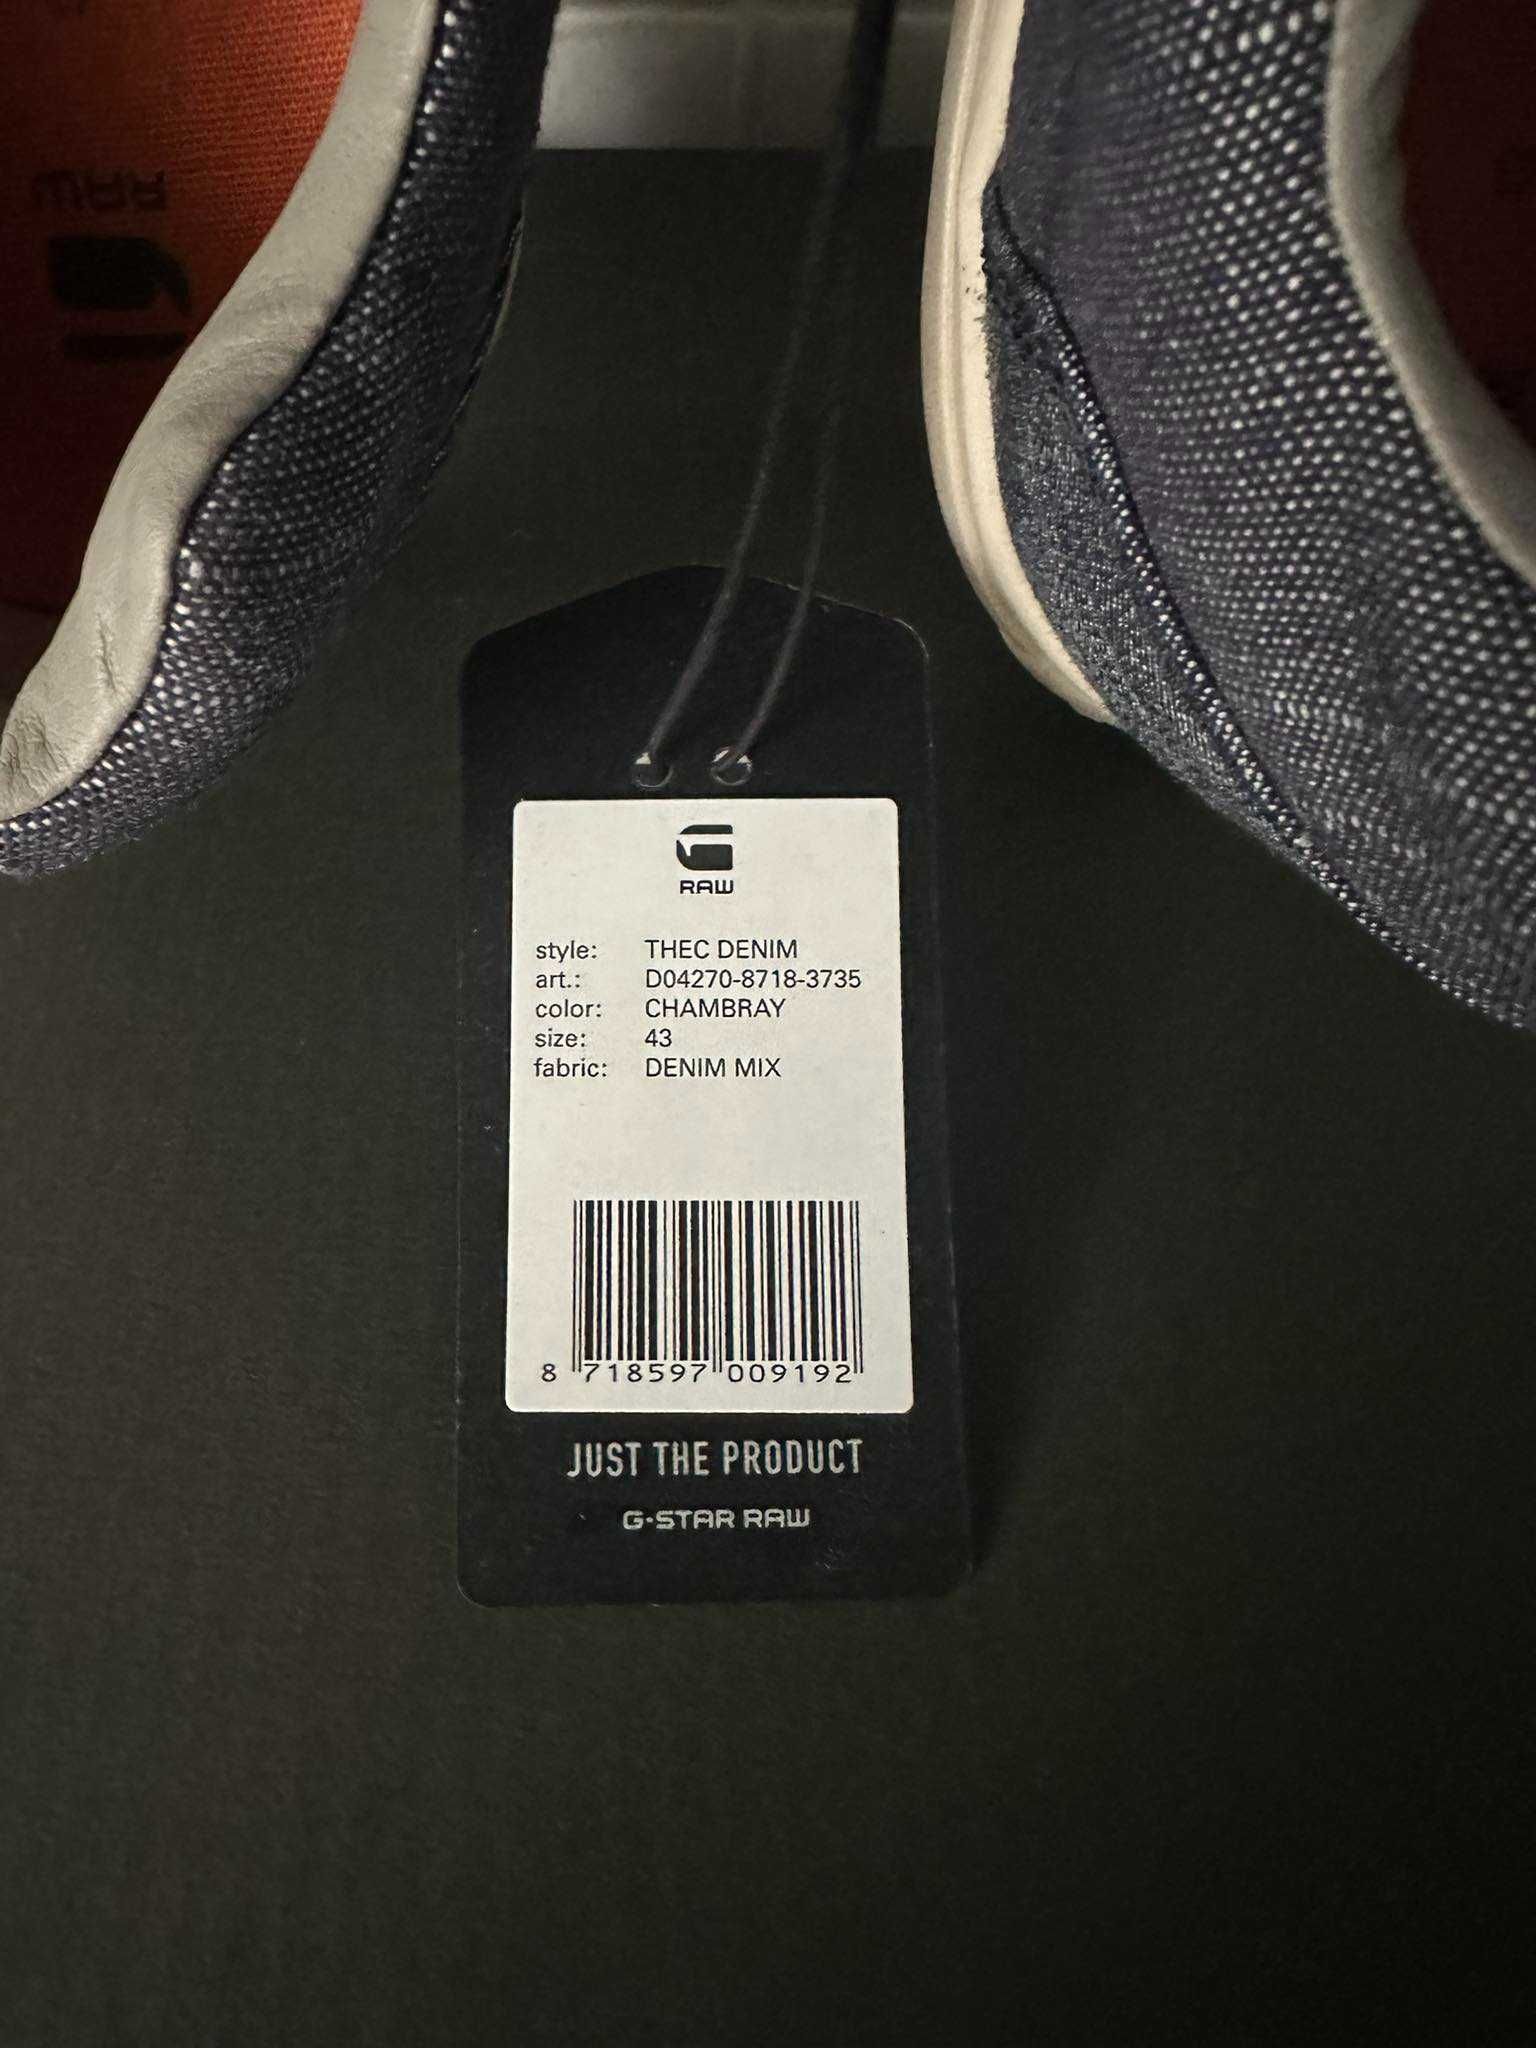 RAW
RAW
style: THEC DENIM
art.: D04270-8718-3735
color: CHAMBRAY
size: 43
fabric: DENIM MIX
8 718597 009192
JUST THE PRODUCT
G-STAR RAW